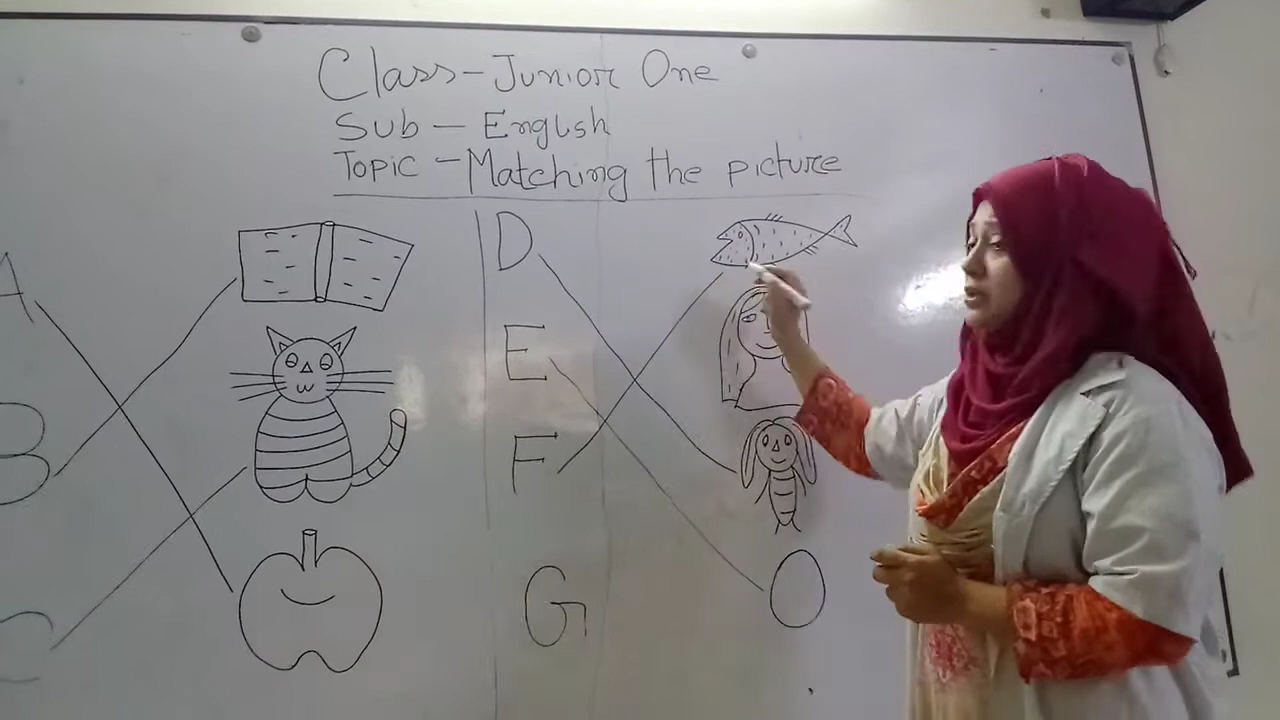 Class - Junior One
Sub - English
Topic - Matching the picture
A
B
C
D
E
F
G